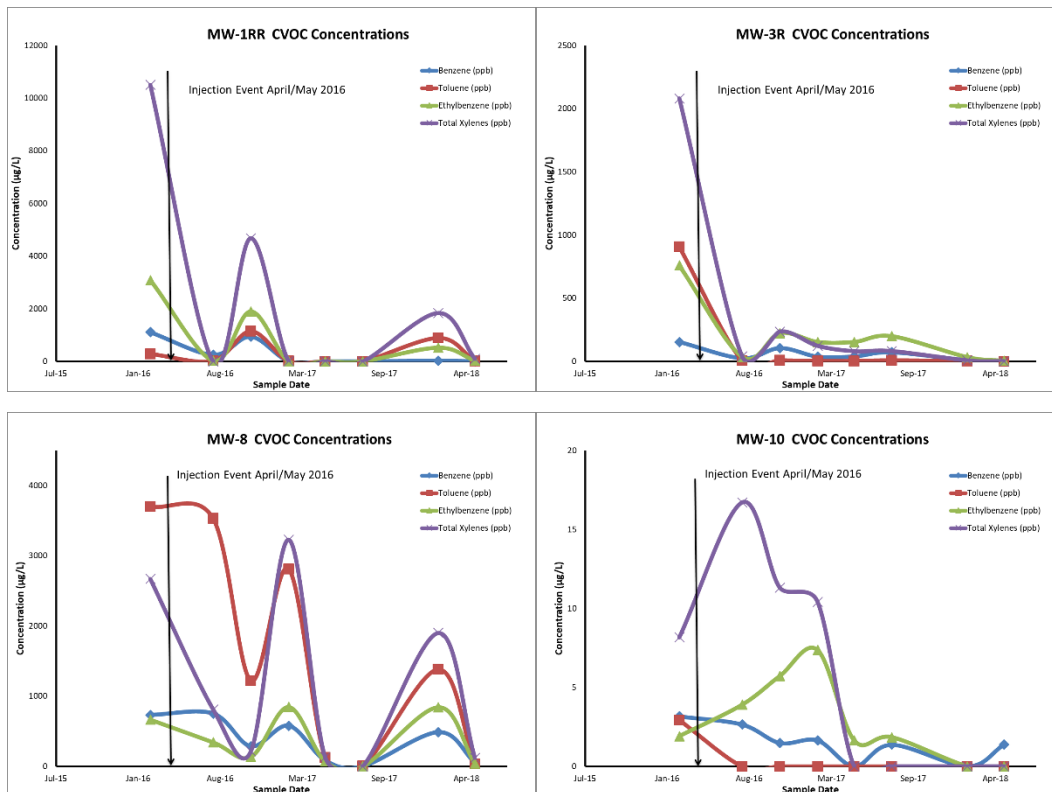 MW-1RR CVOC Concentrations
12000
10000
8000
6000
4000
2000
0
Concentration (µg/L)
Injection Event April/May 2016
Benzene (ppb)
Toluene (ppb)
Ethylbenzene (ppb)
Total Xylenes (ppb)
Jul-15 Jan-16 Aug-16 Mar-17 Sep-17 Apr-18
Sample Date
MW-3R CVOC Concentrations
2500
2000
1500
1000
500
0
Concentration (µg/L)
Injection Event April/May 2016
Benzene (ppb)
Toluene (ppb)
Ethylbenzene (ppb)
Total Xylenes (ppb)
Jul-15 Jan-16 Aug-16 Mar-17 Sep-17 Apr-18
Sample Date
MW-8 CVOC Concentrations
4000
3000
2000
1000
0
Concentration (µg/L)
Injection Event April/May 2016
Benzene (ppb)
Toluene (ppb)
Ethylbenzene (ppb)
Total Xylenes (ppb)
Jul-15 Jan-16 Aug-16 Mar-17 Sep-17 Apr-18
Sample Date
MW-10 CVOC Concentrations
20
15
10
5
0
Concentration (µg/L)
Injection Event April/May 2016
Benzene (ppb)
Toluene (ppb)
Ethylbenzene (ppb)
Total Xylenes (ppb)
Jul-15 Jan-16 Aug-16 Mar-17 Sep-17 Apr-18
Sample Date